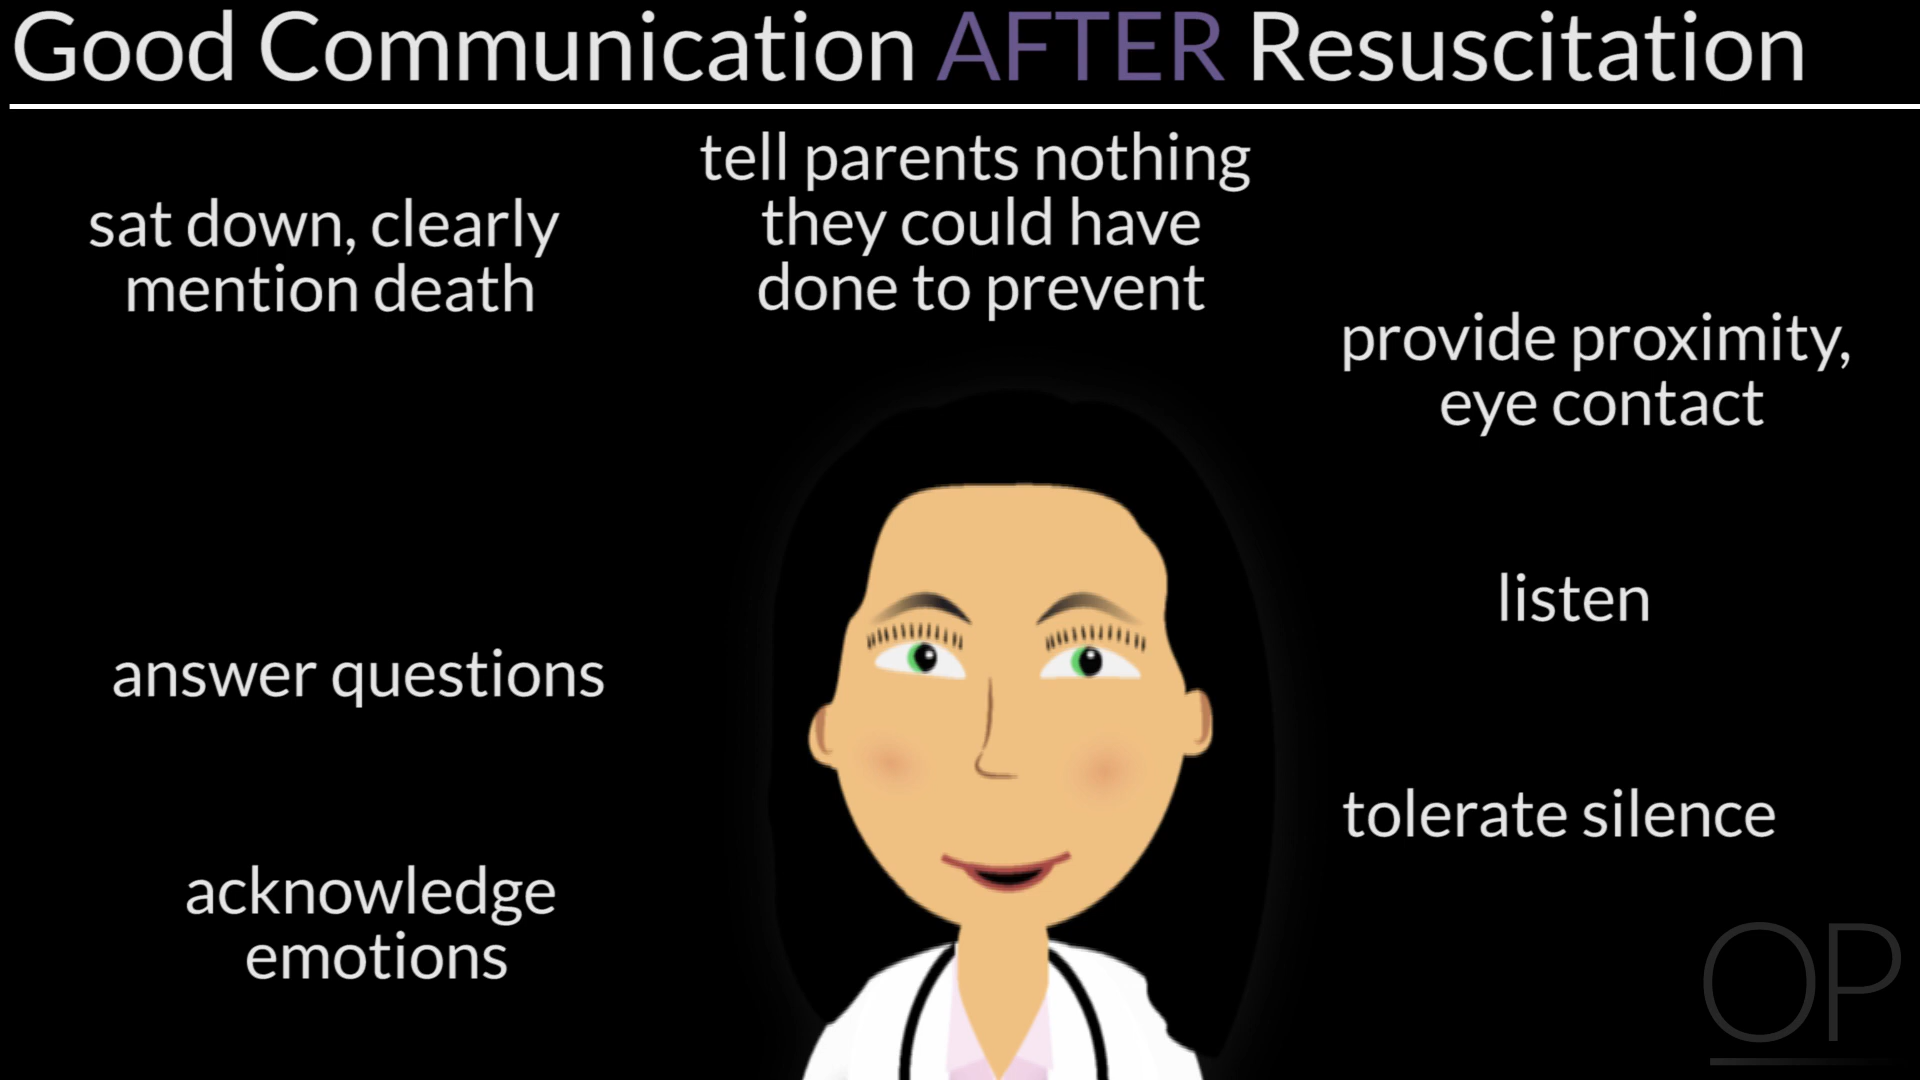 Good Communication AFTER Resuscitation
tell parents nothing
they could have
done to prevent
sat down, clearly
mention death
provide proximity,
eye contact
listen
answer questions
tolerate silence
acknowledge
emotions
OP